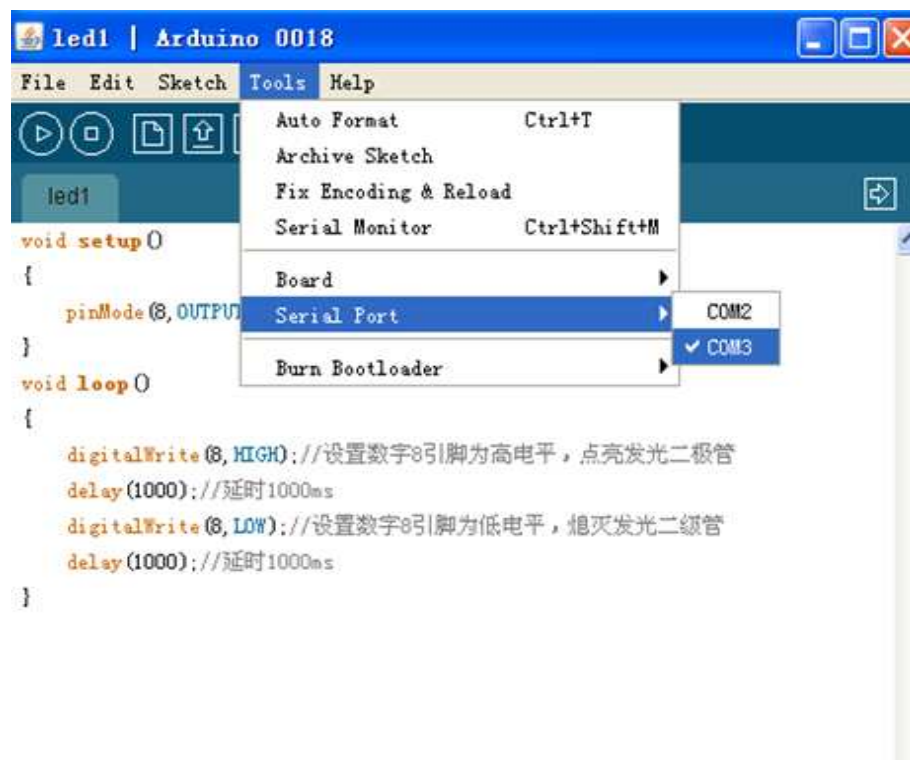 led1 | Arduino 0018
File Edit Sketch Tools Help
Auto Format Ctrl+T
Archive Sketch
Fix Encoding & Reload
Serial Monitor Ctrl+Shift+M
Board
Serial Port
Burn Bootloader
COM2
COM3
led1
void setup()
{
pinMode(8,OUTPUT
}
void loop()
{
digitalWrite(8,HIGH);//设置数字8引脚为高电平，点亮发光二极管
delay(1000);//延时1000ms
digitalWrite(8,LOW);//设置数字8引脚为低电平，熄灭发光二级管
delay(1000);//延时1000ms
}